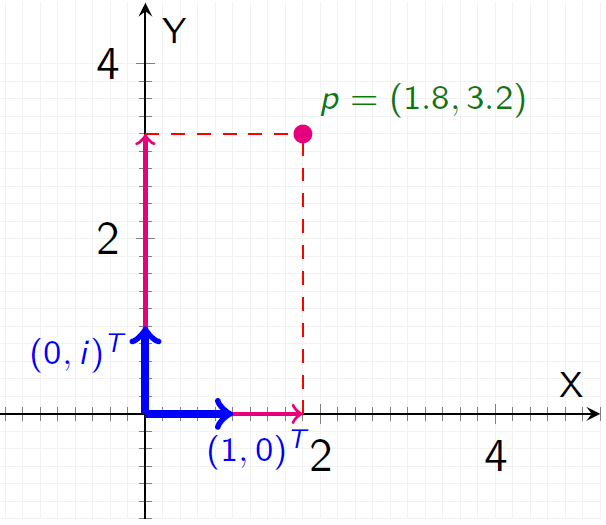 Y
4
p = (1.8, 3.2)
2
(0, i)^T
X
(1, 0)^T
2
4